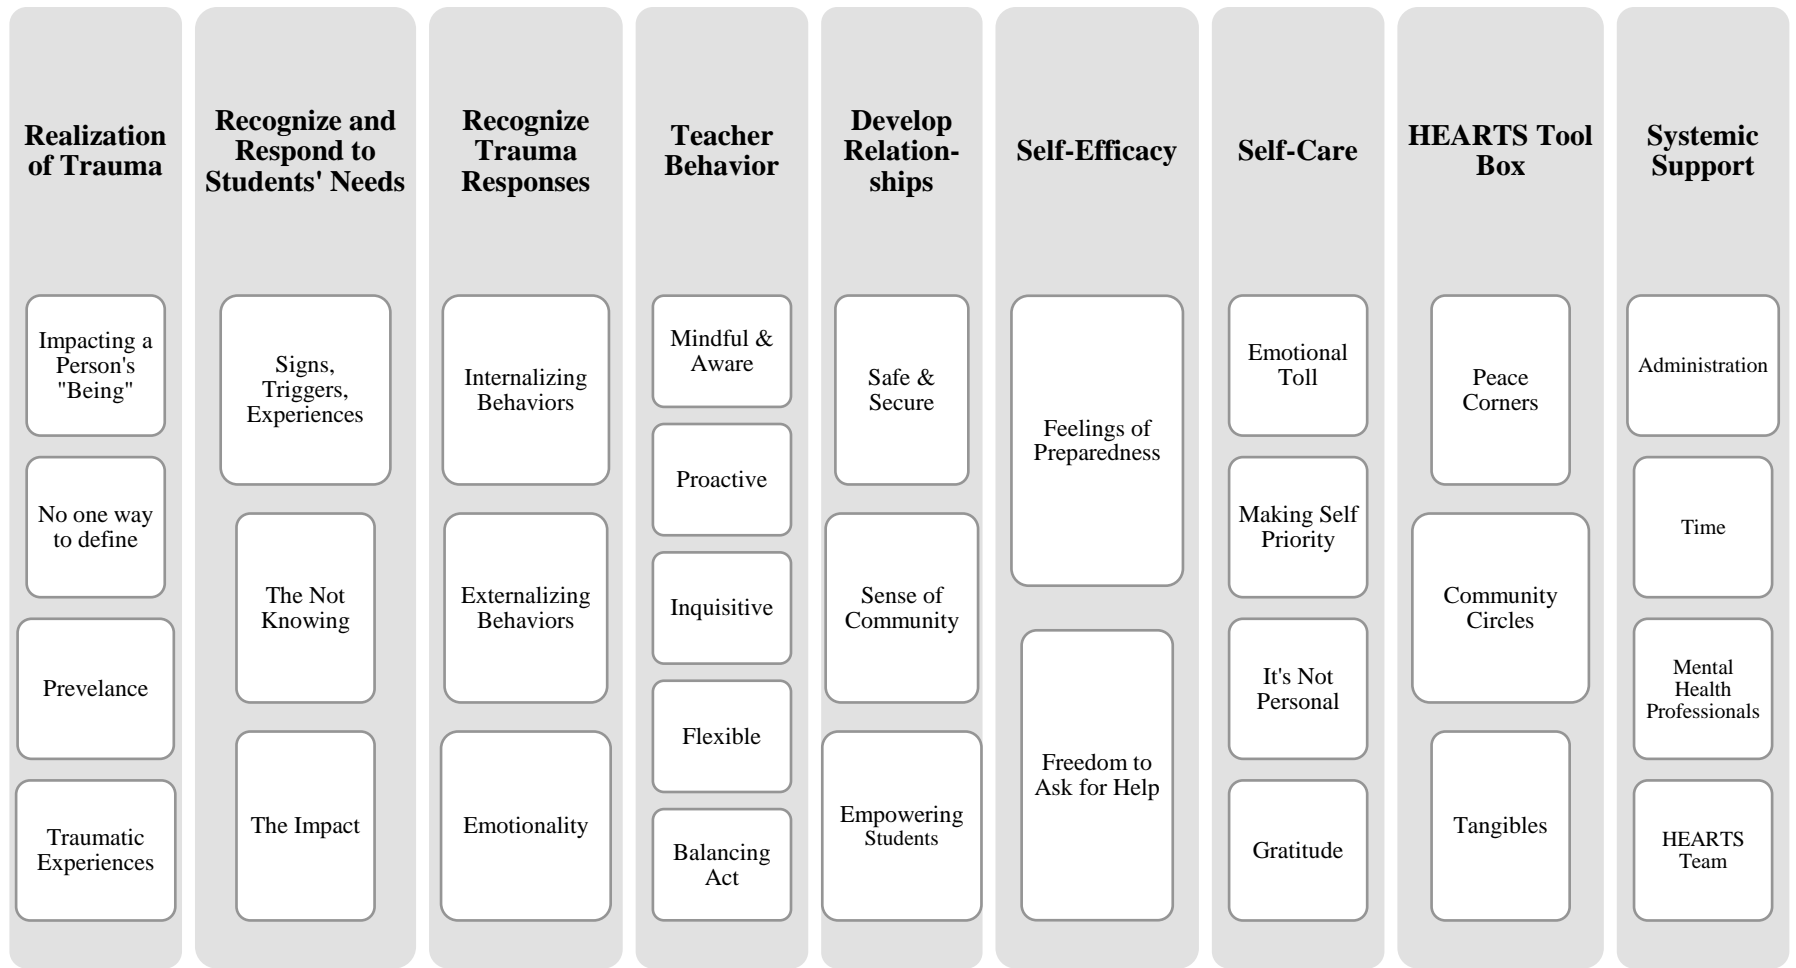 Realization
of Trauma
Impacting a
Person's
"Being"
No one way
to define
Prevelance
Traumatic
Experiences
Recognize and
Respond to
Students' Needs
Signs,
Triggers,
Experiences
The Not
Knowing
The Impact
Recognize
Trauma
Responses
Internalizing
Behaviors
Externalizing
Behaviors
Emotionality
Teacher
Behavior
Mindful &
Aware
Proactive
Inquisitive
Flexible
Balancing
Act
Develop
Relation-
ships
Safe &
Secure
Sense of
Community
Empowering
Students
Self-Efficacy
Feelings of
Preparedness
Freedom to
Ask for Help
Self-Care
Emotional
Toll
Making Self
Priority
It's Not
Personal
Gratitude
HEARTS Tool
Box
Peace
Corners
Community
Circles
Tangibles
Systemic
Support
Administration
Time
Mental
Health
Professionals
HEARTS
Team